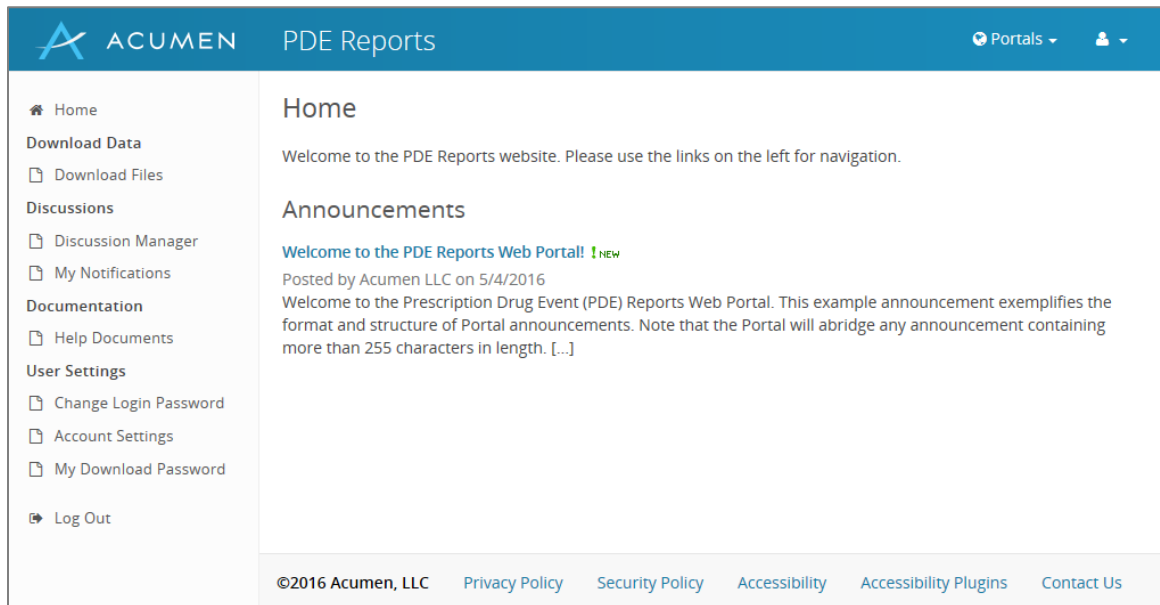 ACUMEN PDE Reports Portals
Home
Download Data
Download Files
Discussions
Discussion Manager
My Notifications
Documentation
Help Documents
User Settings
Change Login Password
Account Settings
My Download Password
Log Out
Home
Welcome to the PDE Reports website. Please use the links on the left for navigation.
Announcements
Welcome to the PDE Reports Web Portal! ! NEW
Posted by Acumen LLC on 5/4/2016
Welcome to the Prescription Drug Event (PDE) Reports Web Portal. This example announcement exemplifies the
format and structure of Portal announcements. Note that the Portal will abridge any announcement containing
more than 255 characters in length. [...]
©2016 Acumen, LLC Privacy Policy Security Policy Accessibility Accessibility Plugins Contact Us